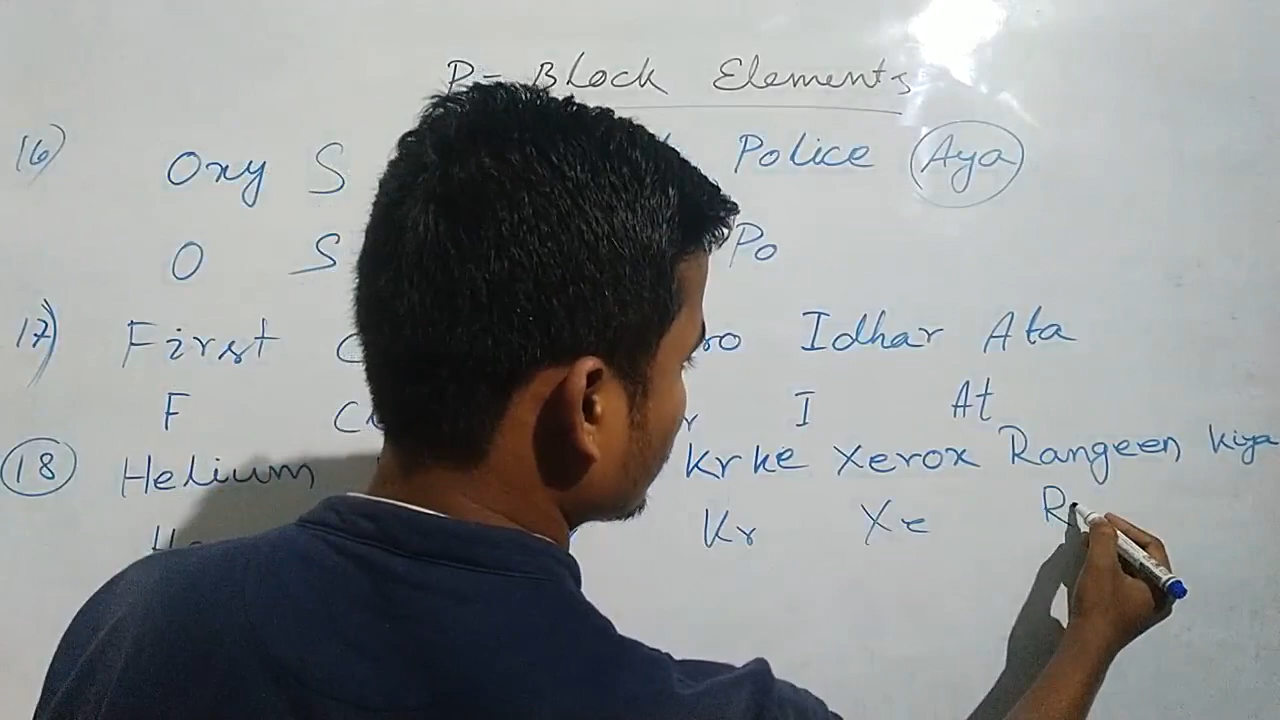 P- Block Elements
16) Oxy S Police Aya
O S Po
17) First Idhar Ata
F I At
18 Helium Krke Xerox Rangeen Kiya
Kr Xe